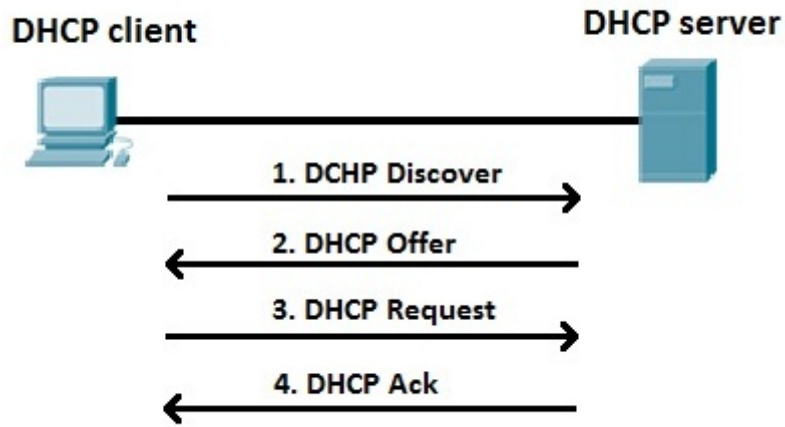 DHCP client
DHCP server
1. DCHP Discover
2. DHCP Offer
3. DHCP Request
4. DHCP Ack